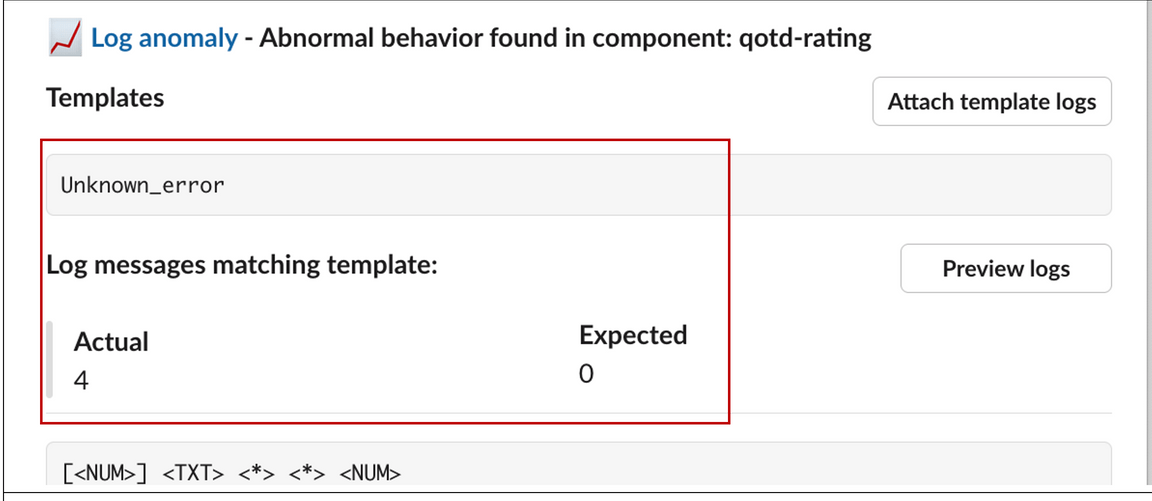 Log anomaly - Abnormal behavior found in component: qotd-rating
Templates
Attach template logs
Unknown_error
Log messages matching template:
Preview logs
Actual
Expected
4
0
[<NUM>] <TXT> <*> <*> <NUM>